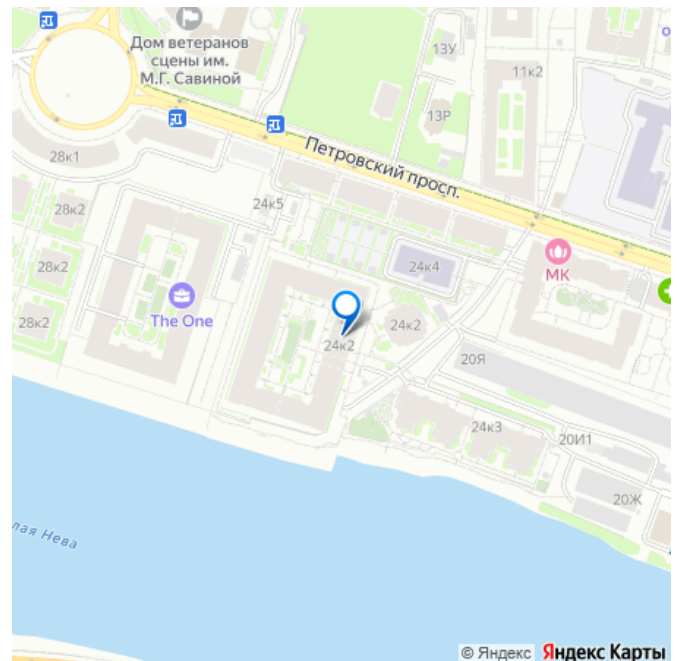 Дом ветеранов
сцены им.
М.Г. Савиной
13У
11к2
13Р
28к1
Петровский просп.
28к2
24к5
28к2
24к4
МК
The One
28к2
24к2
24к2
20Я
24к3
20И1
20Ж
лая Нева
© Яндекс Яндекс Карты